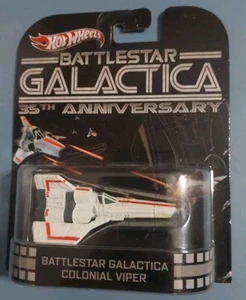 Hot Wheels
BATTLESTAR
GALACTICA
35TH ANNIVERSARY
BATTLESTAR GALACTICA
COLONIAL VIPER